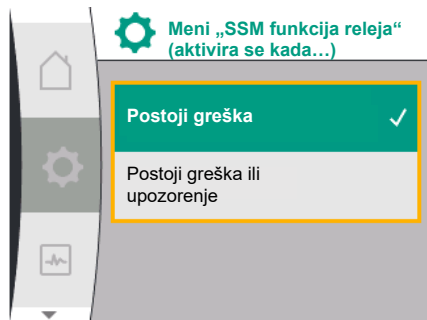 Meni „SSM funkcija releja“
(aktivira se kada…)
Postoji greška
Postoji greška ili
upozorenje